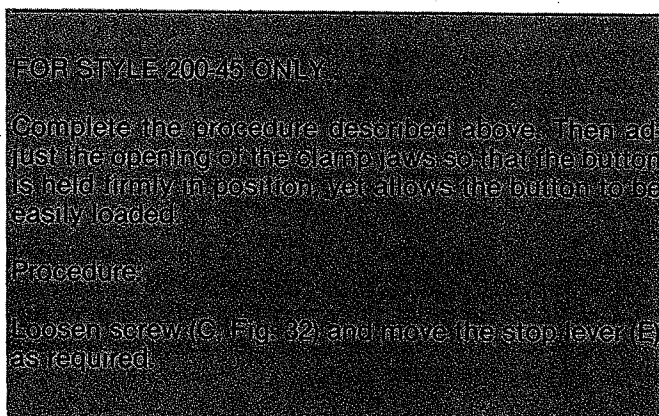 FOR STYLE 200-45 ONLY
Complete the procedure described above. Then ad-
just the opening of the clamp jaws so that the button
is held firmly in position, yet allows the button to be
easily loaded.
Procedure:
Loosen screw (C, Fig. 32) and move the stop lever (E)
as required.